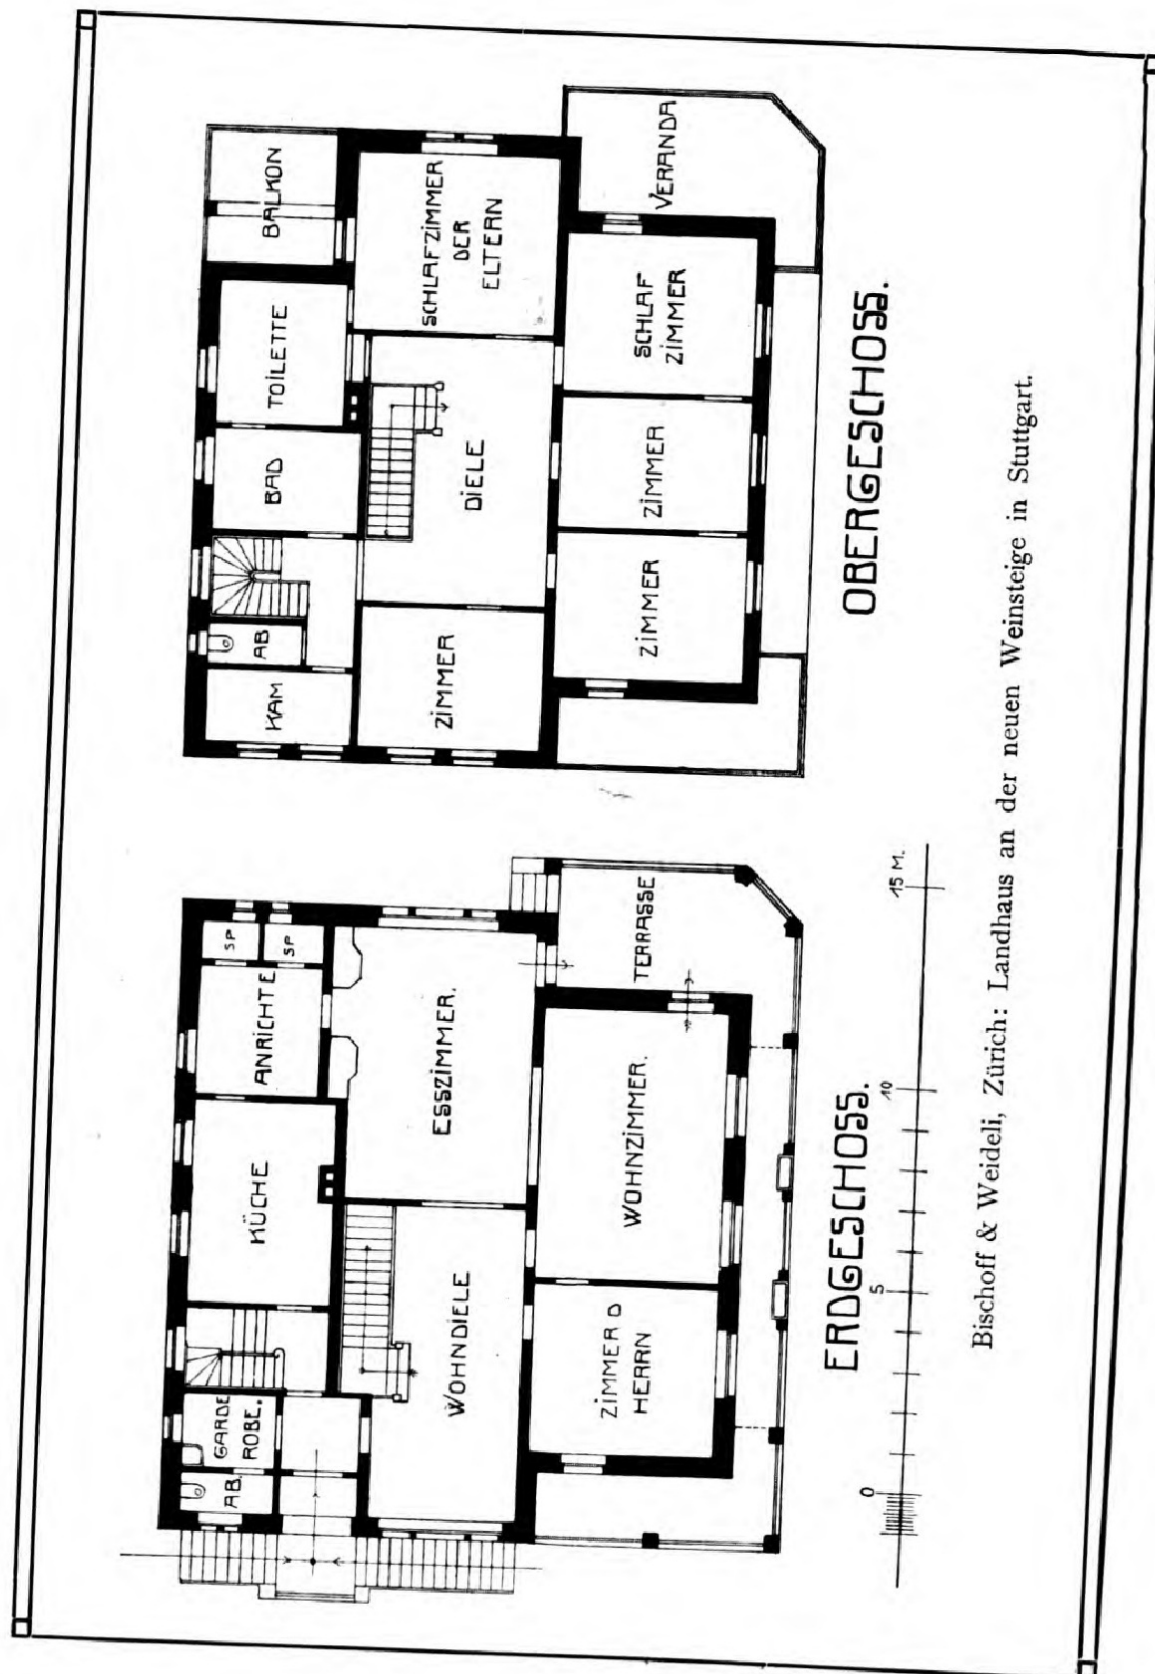 AB.
GARDE
ROBE.
KÜCHE
ANRICHTE
SP
SP
WOHNDIELE
ESSZIMMER.
ZIMMER D
HERRN
WOHNZIMMER.
TERRASSE
ERDGESCHOSS.
0
5
10
15 M.
KAM
AB
BAD
TOILETTE
BALKON
ZIMMER
DIELE
SCHLAFZIMMER
DER
ELTERN
ZIMMER
ZIMMER
SCHLAF
ZIMMER
VERANDA
OBERGESCHOSS.
Bischoff & Weideli, Zürich: Landhaus an der neuen Weinsteige in Stuttgart.